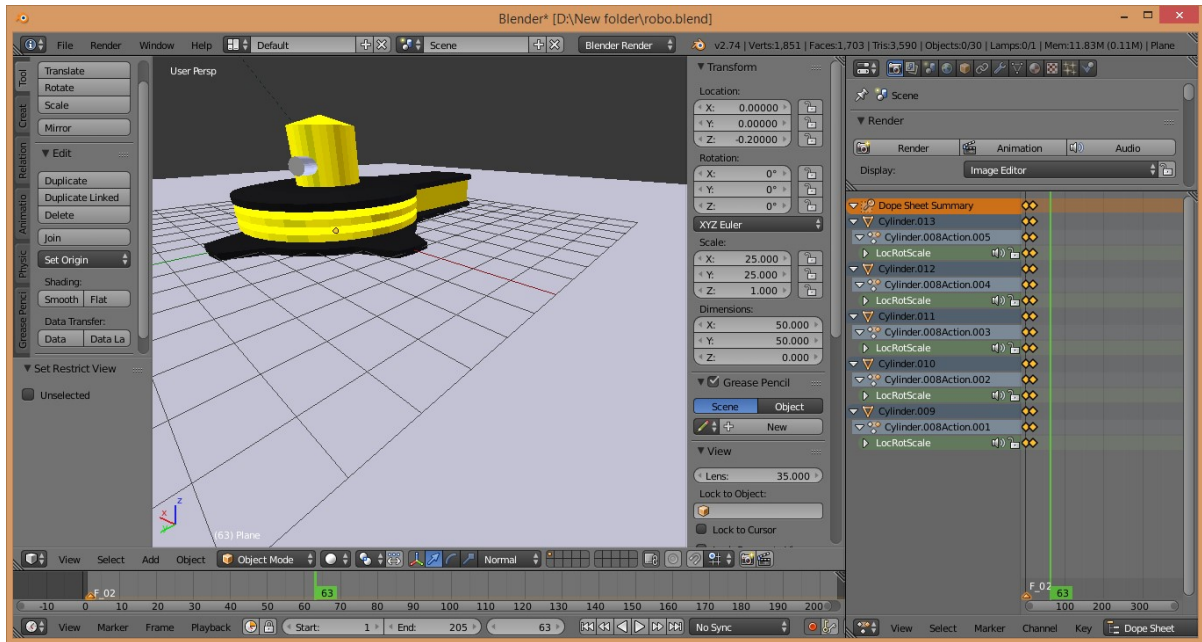 Blender* [D:\New folder\robo.blend]
File Render Window Help Default Scene Blender Render v2.74 | Verts:1,851 | Faces:1,703 | Tris:3,590 | Objects:0/30 | Lamps:0/1 | Mem:11.83M (0.11M) | Plane
Tool
Creat
Relation
Animatio
Physic
Grease Penci
Translate
Rotate
Scale
Mirror
Edit
Duplicate
Duplicate Linked
Delete
Join
Set Origin
Shading:
Smooth Flat
Data Transfer:
Data Data La
Set Restrict View
Unselected
User Persp
x
y
z
(63) Plane
Transform
Location:
X: 0.00000
Y: 0.00000
Z: -0.20000
Rotation:
X: 0°
Y: 0°
Z: 0°
XYZ Euler
Scale:
X: 25.000
Y: 25.000
Z: 1.000
Dimensions:
X: 50.000
Y: 50.000
Z: 0.000
Grease Pencil
Scene Object
New
View
Lens: 35.000
Lock to Object:
Lock to Cursor
Scene
Render
Render Animation Audio
Display: Image Editor
Dope Sheet Summary
Cylinder.013
Cylinder.008Action.005
LocRotScale
Cylinder.012
Cylinder.008Action.004
LocRotScale
Cylinder.011
Cylinder.008Action.003
LocRotScale
Cylinder.010
Cylinder.008Action.002
LocRotScale
Cylinder.009
Cylinder.008Action.001
LocRotScale
F_02 63
0 100 200 300
View Select Marker Channel Key Dope Sheet
View Select Add Object Object Mode Normal
F_02 63
-10 0 10 20 30 40 50 60 70 80 90 100 110 120 130 140 150 160 170 180 190 200
View Marker Frame Playback Start: 1 End: 205 63 No Sync